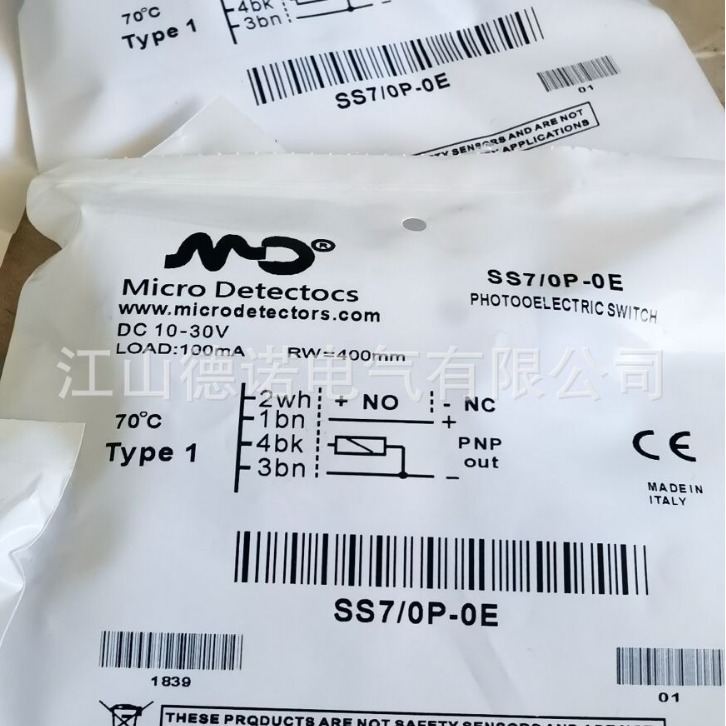 70°C
Type 1
4bk
3bn
SS7/0P-0E
01
SENSORS AND ARE NOT
APPLICATIONS
MD®
Micro Detectocs
www.microdetectors.com
DC 10-30V
LOAD:100mA RW=400mm
SS7/0P-0E
PHOTOOELECTRIC SWITCH
江山德诺电气有限公司
2wh + NO - NC
1bn +
4bk PNP
3bn out -
70°C
Type 1
CE
MADE IN
ITALY
SS7/0P-0E
1839
01
THESE PRODUCTS ARE NOT SAFETY SENSORS AND ARE NOT